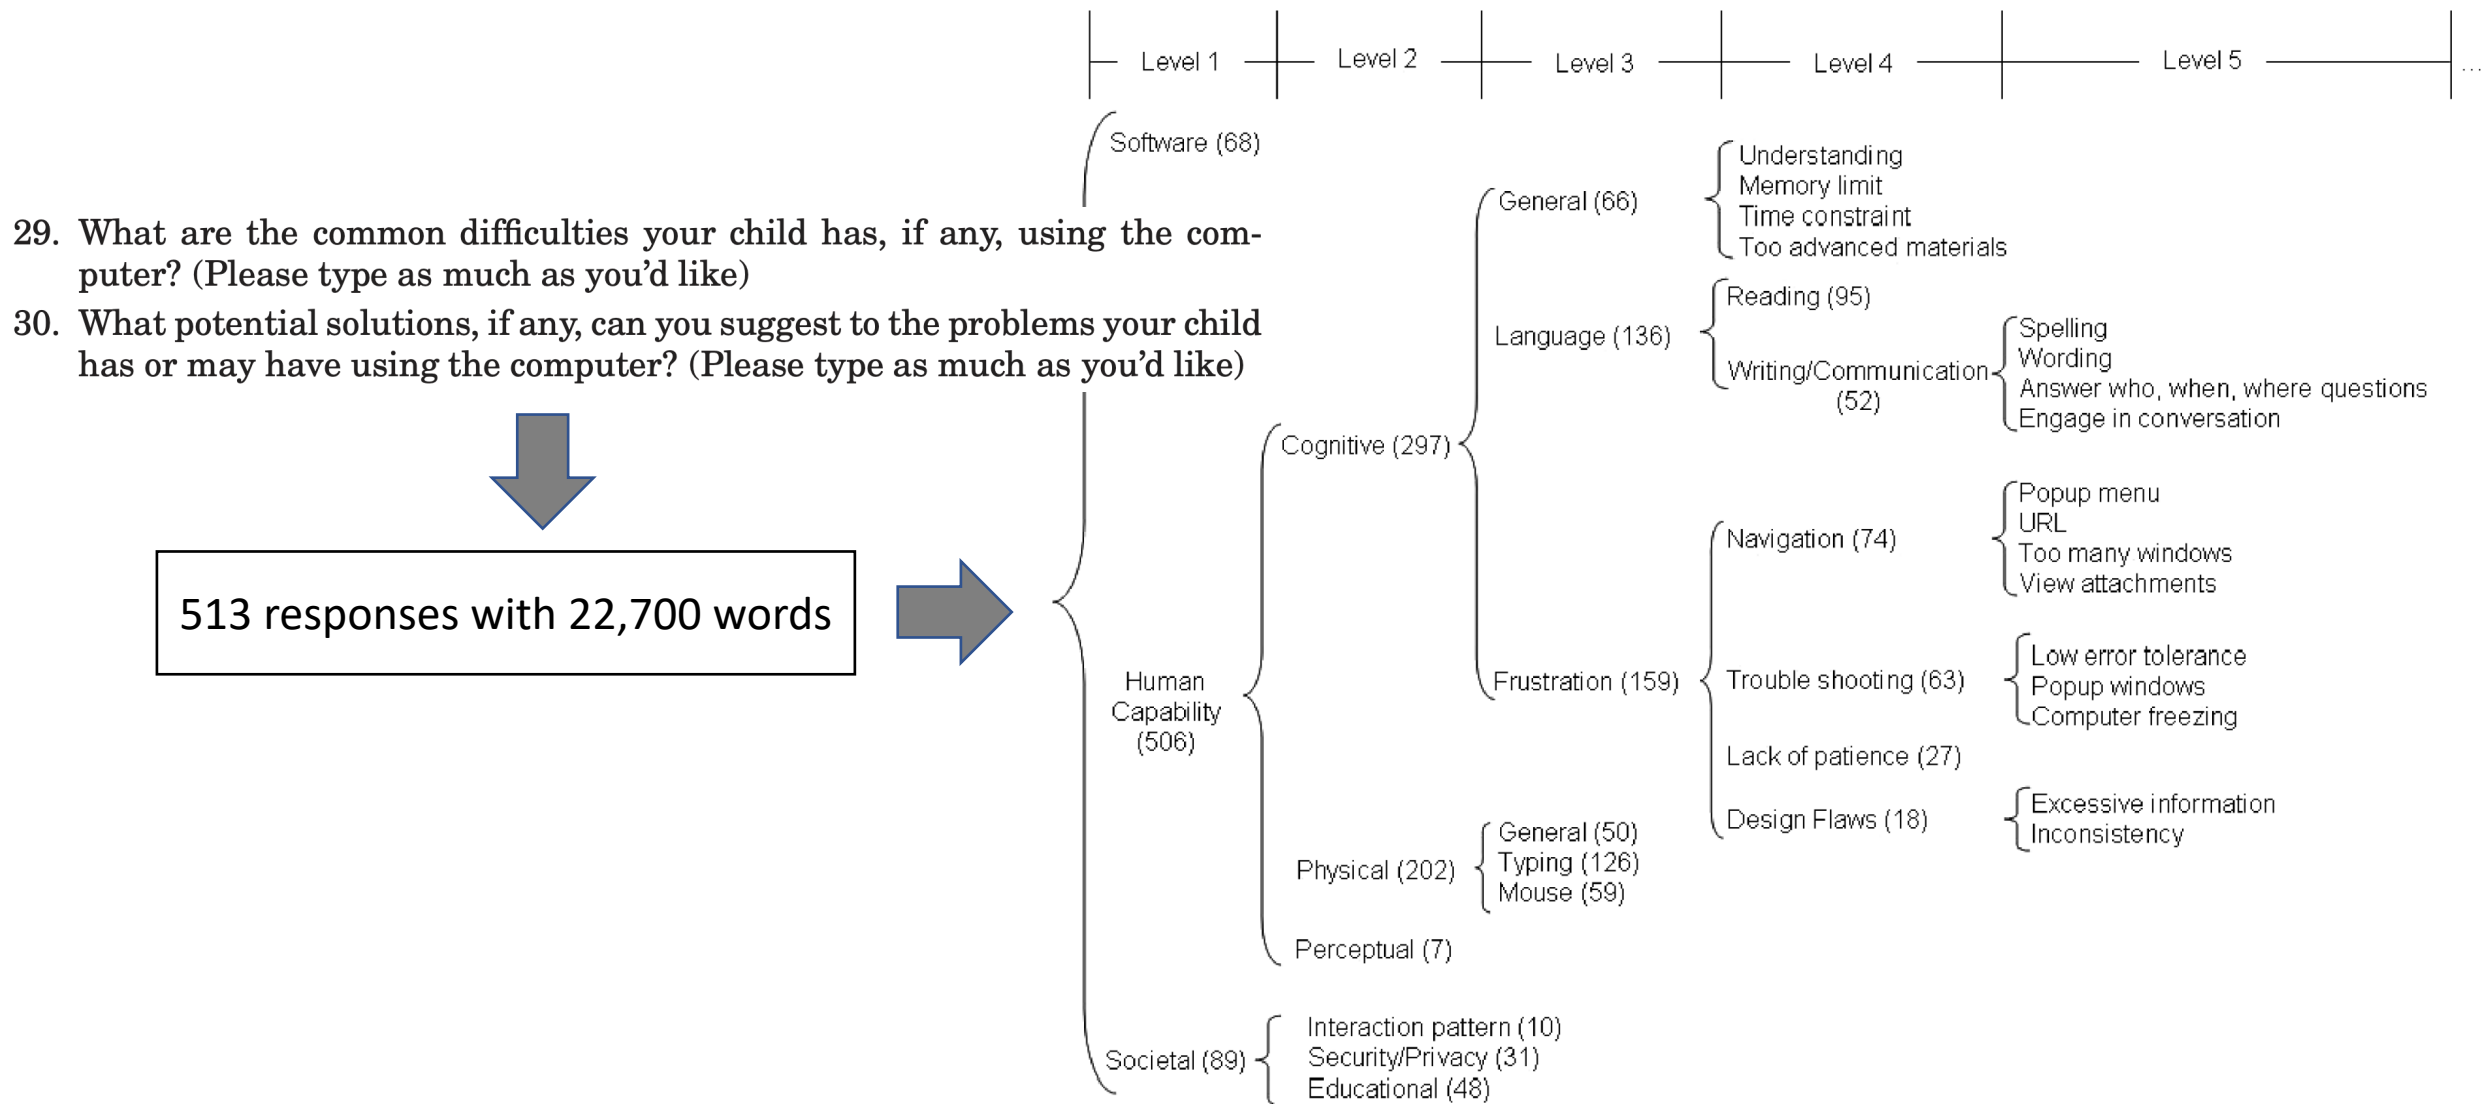 Level 1
Level 2
Level 3
Level 4
Level 5
...
Software (68)
29. What are the common difficulties your child has, if any, using the com-
puter? (Please type as much as you'd like)
30. What potential solutions, if any, can you suggest to the problems your child
has or may have using the computer? (Please type as much as you'd like)
513 responses with 22,700 words
Human
Capability
(506)
Cognitive (297)
General (66)
Understanding
Memory limit
Time constraint
Too advanced materials
Language (136)
Reading (95)
Writing/Communication
(52)
Spelling
Wording
Answer who, when, where questions
Engage in conversation
Frustration (159)
Navigation (74)
Popup menu
URL
Too many windows
View attachments
Trouble shooting (63)
Low error tolerance
Popup windows
Computer freezing
Lack of patience (27)
Design Flaws (18)
Excessive information
Inconsistency
Physical (202)
General (50)
Typing (126)
Mouse (59)
Perceptual (7)
Societal (89)
Interaction pattern (10)
Security/Privacy (31)
Educational (48)